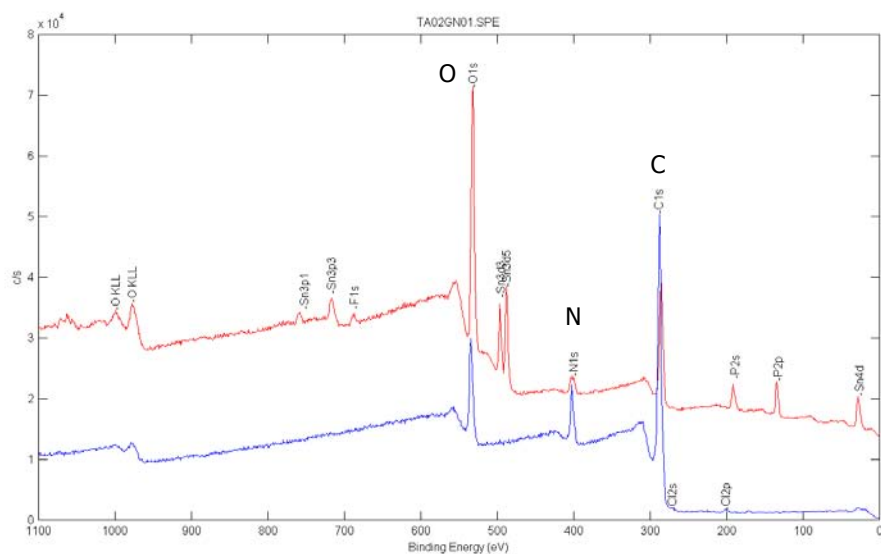 TA02GN01.SPE
x 10⁴
8
7
6
5
4
3
2
1
0
c/s
O
-O1s
C
-C1s
N
-N1s
-O KLL
-O KLL
-Sn3p1
-Sn3p3
-F1s
-Sn3d3
-Sn3d5
-P2s
-P2p
-Sn4d
Cl2s
Cl2p
1100 1000 900 800 700 600 500 400 300 200 100 0
Binding Energy (eV)